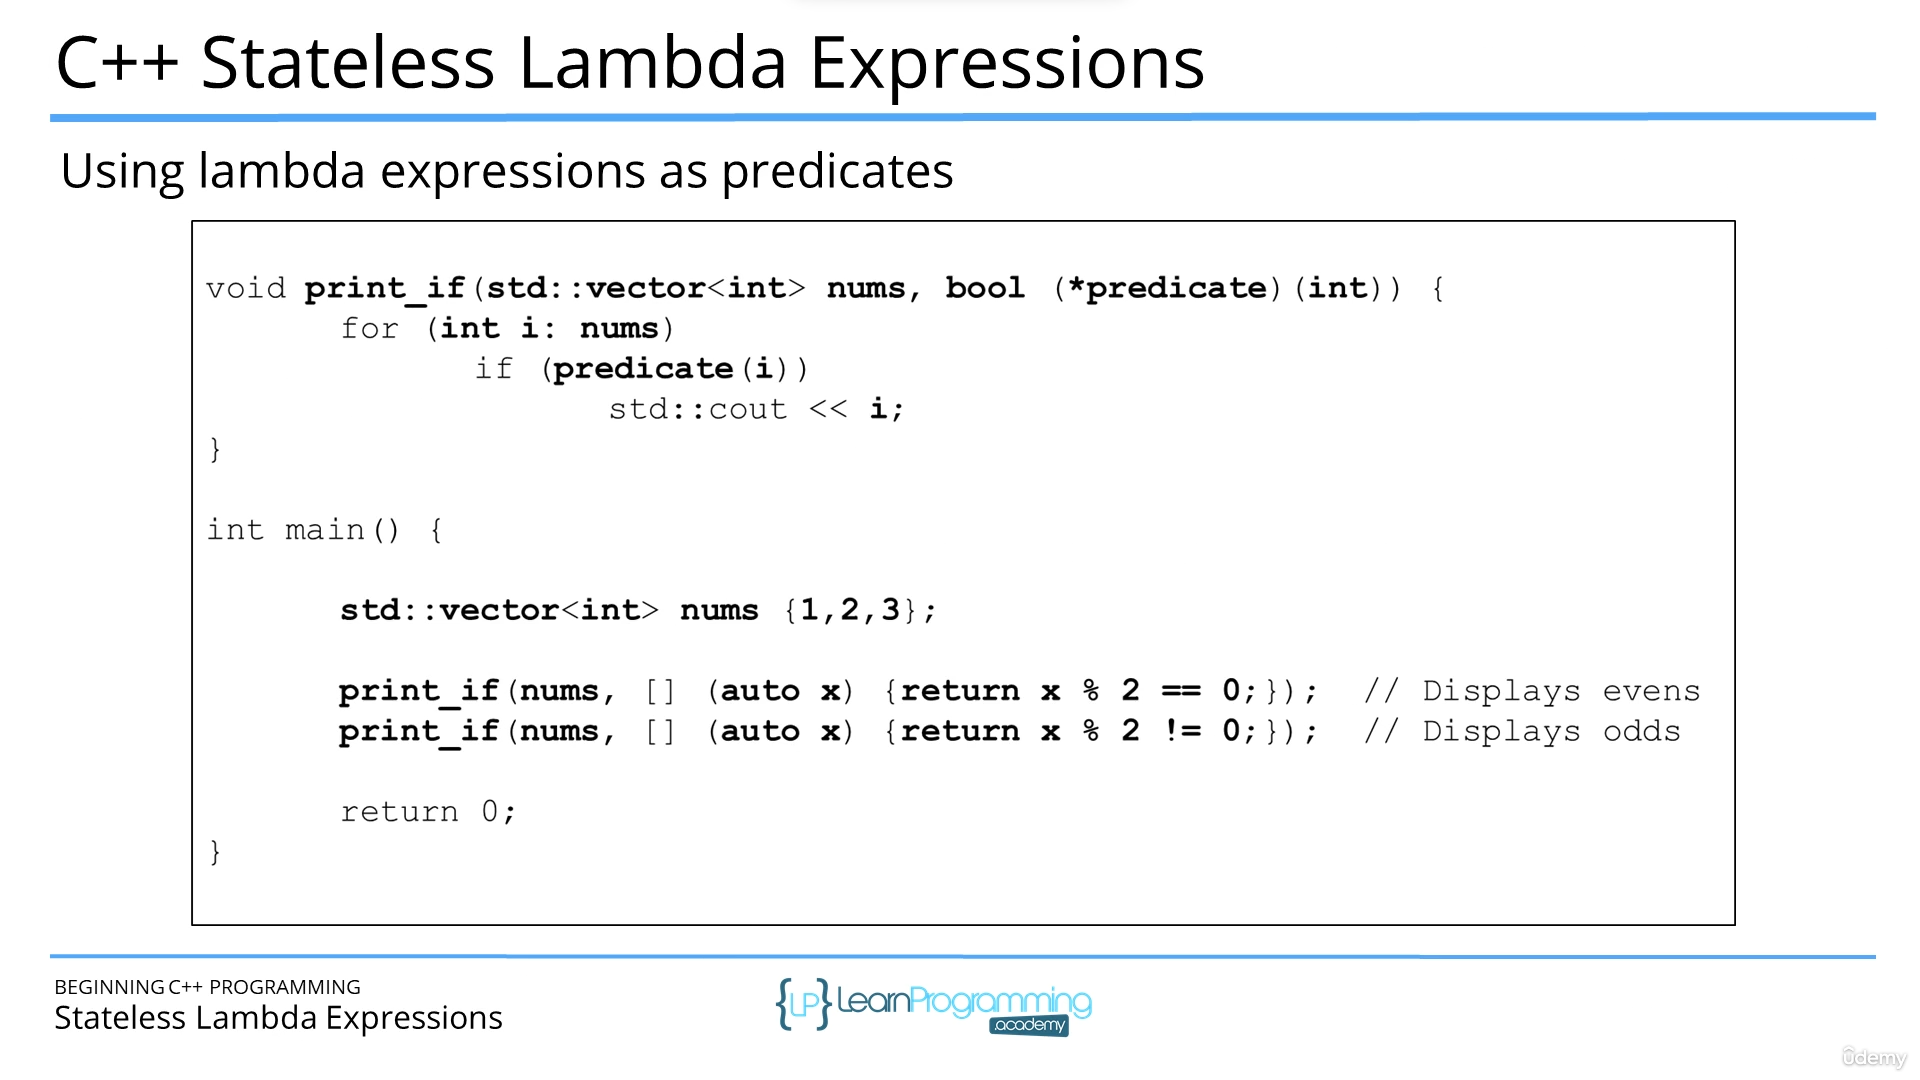 C++ Stateless Lambda Expressions
Using lambda expressions as predicates
void print_if(std::vector<int> nums, bool (*predicate)(int)) {
for (int i: nums)
if (predicate(i))
std::cout << i;
}
int main() {
std::vector<int> nums {1,2,3};
print_if(nums, [] (auto x) {return x % 2 == 0;}); // Displays evens
print_if(nums, [] (auto x) {return x % 2 != 0;}); // Displays odds
return 0;
}
BEGINNING C++ PROGRAMMING
Stateless Lambda Expressions
{LP} LearnProgramming
academy
ûdemy